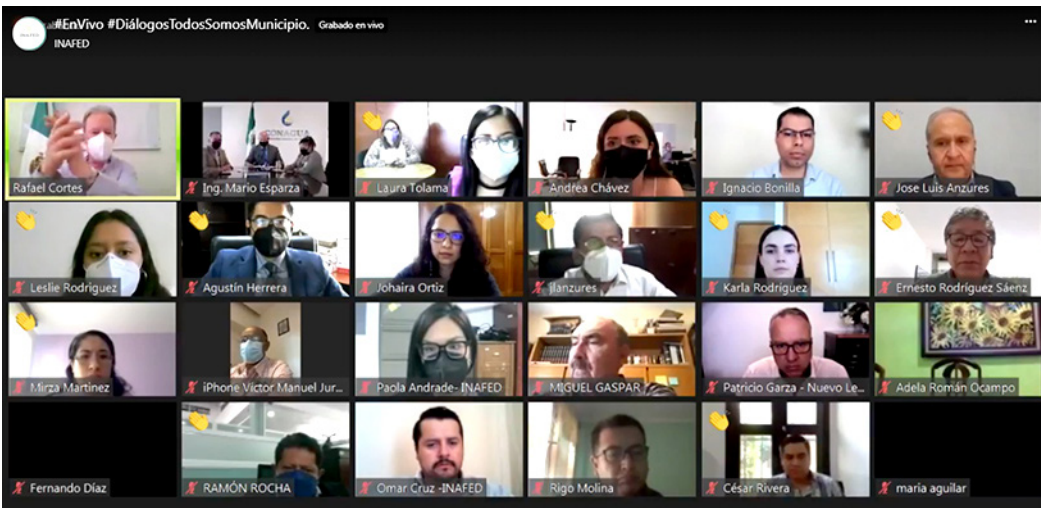 #EnVivo #DiálogosTodosSomosMunicipio. Grabado en vivo
INAFED
CONAGUA
Rafael Cortes
Ing. Mario Esparza
Laura Tolama
Andrea Chávez
Ignacio Bonilla
Jose Luis Anzures
Leslie Rodriguez
Agustín Herrera
Johaira Ortiz
jlanzures
Karla Rodriguez
Ernesto Rodríguez Sáenz
Mirza Martinez
iPhone Victor Manuel Jur...
Paola Andrade- INAFED
MIGUEL GASPAR
Patricio Garza - Nuevo Le...
Adela Román Ocampo
Fernando Díaz
RAMÓN ROCHA
Omar Cruz -INAFED
Rigo Molina
César Rivera
maria aguilar